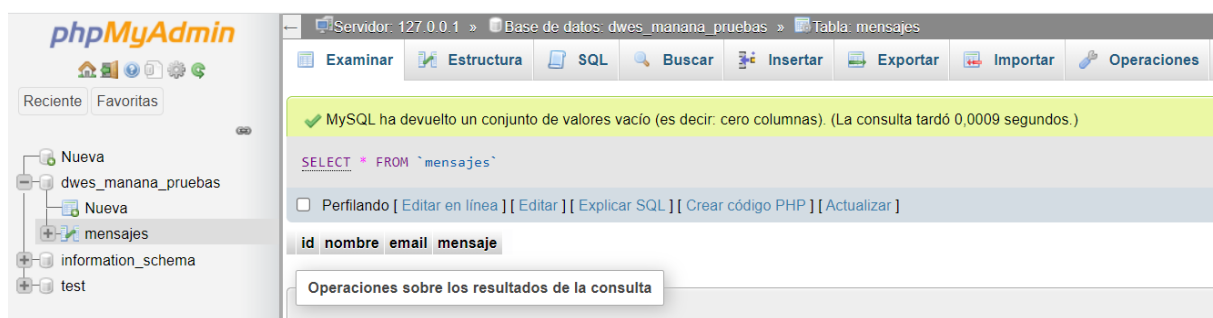 phpMyAdmin
Reciente Favoritas
Nueva
dwes_manana_pruebas
Nueva
mensajes
information_schema
test
Servidor: 127.0.0.1 » Base de datos: dwes_manana_pruebas » Tabla: mensajes
Examinar Estructura SQL Buscar Insertar Exportar Importar Operaciones
MySQL ha devuelto un conjunto de valores vacío (es decir: cero columnas). (La consulta tardó 0,0009 segundos.)
SELECT * FROM `mensajes`
Perfilando [ Editar en línea ] [ Editar ] [ Explicar SQL ] [ Crear código PHP ] [ Actualizar ]
id nombre email mensaje
Operaciones sobre los resultados de la consulta